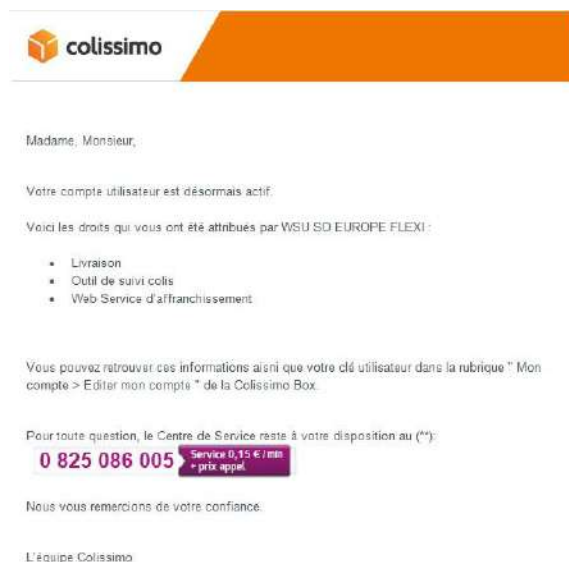 colissimo
Madame, Monsieur,
Votre compte utilisateur est désormais actif.
Voici les droits qui vous ont été attribués par WSU SO EUROPE FLEXI :
• Livraison
• Outil de suivi colis
• Web Service d'affranchissement
Vous pouvez retrouver ces informations aisni que votre clé utilisateur dans la rubrique " Mon
compte > Editer mon compte " de la Colissimo Box.
Pour toute question, le Centre de Service reste à votre disposition au (**):
0 825 086 005 Service 0,15 € / min
+ prix appel
Nous vous remercions de votre confiance.
L'équipe Colissimo